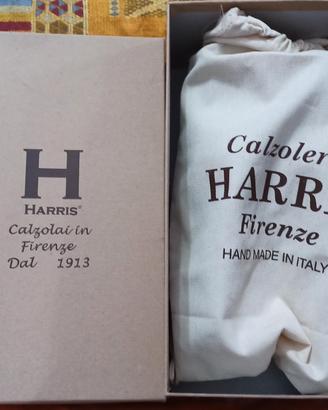 H
HARRIS®
Calzolai in
Firenze
Dal 1913
Calzoler
HARRI
Firenze
HAND MADE IN ITALY